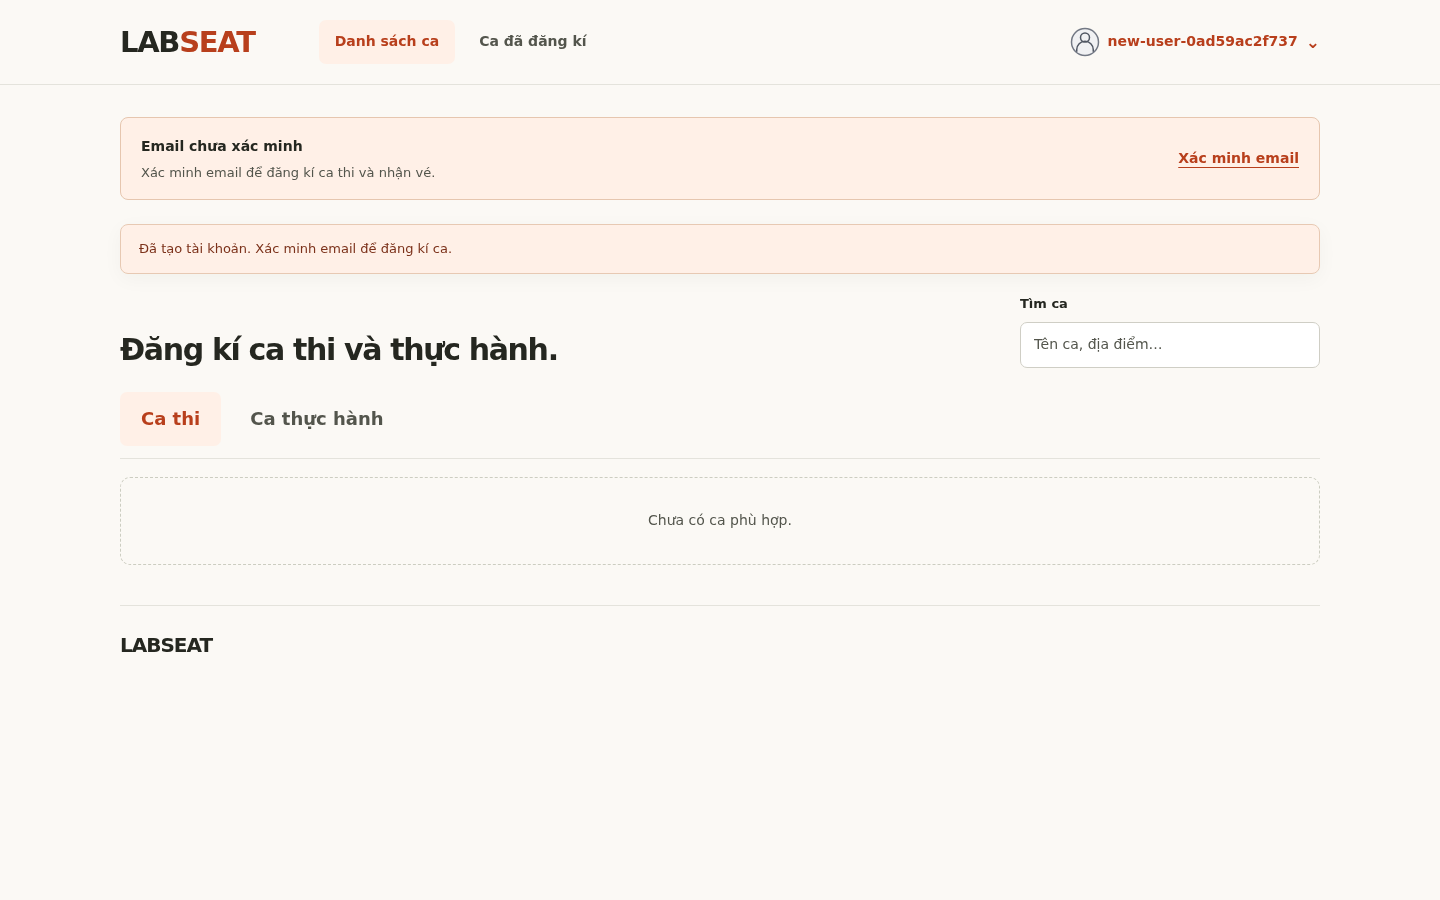 LABSEAT
Danh sách ca
Ca đã đăng kí
new-user-0ad59ac2f737
Email chưa xác minh
Xác minh email để đăng kí ca thi và nhận vé.
Xác minh email
Đã tạo tài khoản. Xác minh email để đăng kí ca.
Tìm ca
Đăng kí ca thi và thực hành.
Tên ca, địa điểm...
Ca thi
Ca thực hành
Chưa có ca phù hợp.
LABSEAT